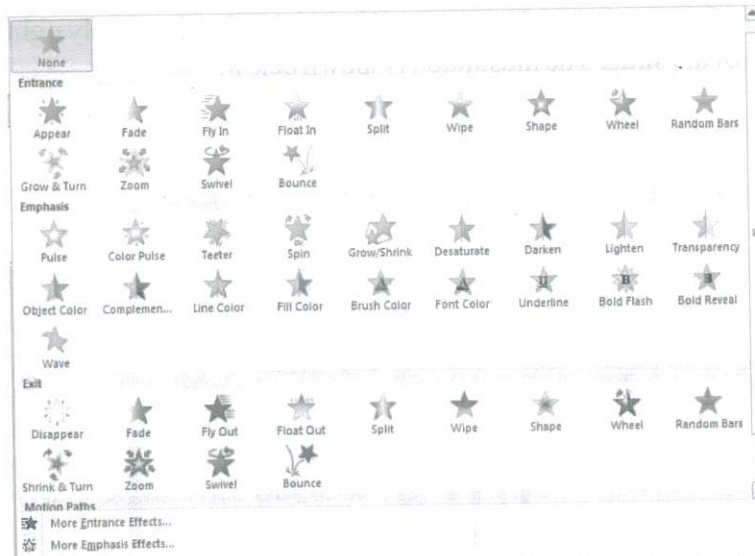 None
Entrance
Appear Fade Fly In Float In Split Wipe Shape Wheel Random Bars
Grow & Turn Zoom Swivel Bounce
Emphasis
Pulse Color Pulse Teeter Spin Grow/Shrink Desaturate Darken Lighten Transparency
Object Color Complemen... Line Color Fill Color Brush Color Font Color Underline Bold Flash Bold Reveal
Wave
Exit
Disappear Fade Fly Out Float Out Split Wipe Shape Wheel Random Bars
Shrink & Turn Zoom Swivel Bounce
Motion Paths
More Entrance Effects...
More Emphasis Effects...